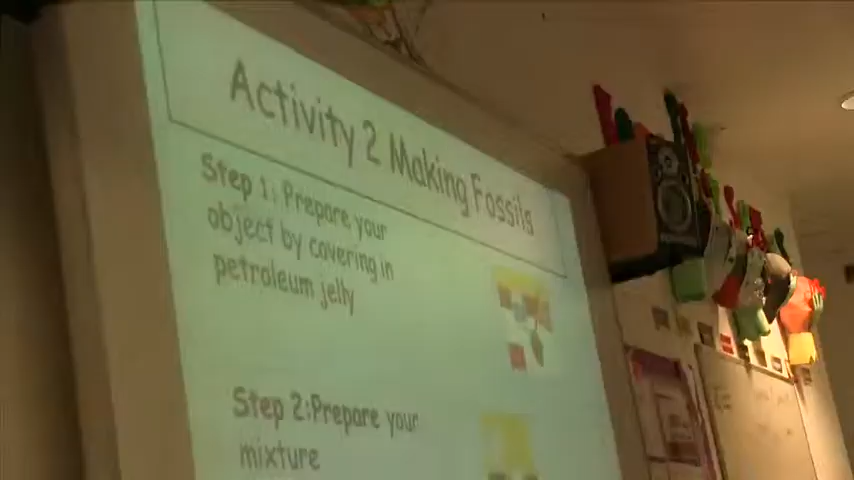 Activity 2 Making Fossils
Step 1: Prepare your
object by covering in
petroleum jelly
Step 2:Prepare your
mixture